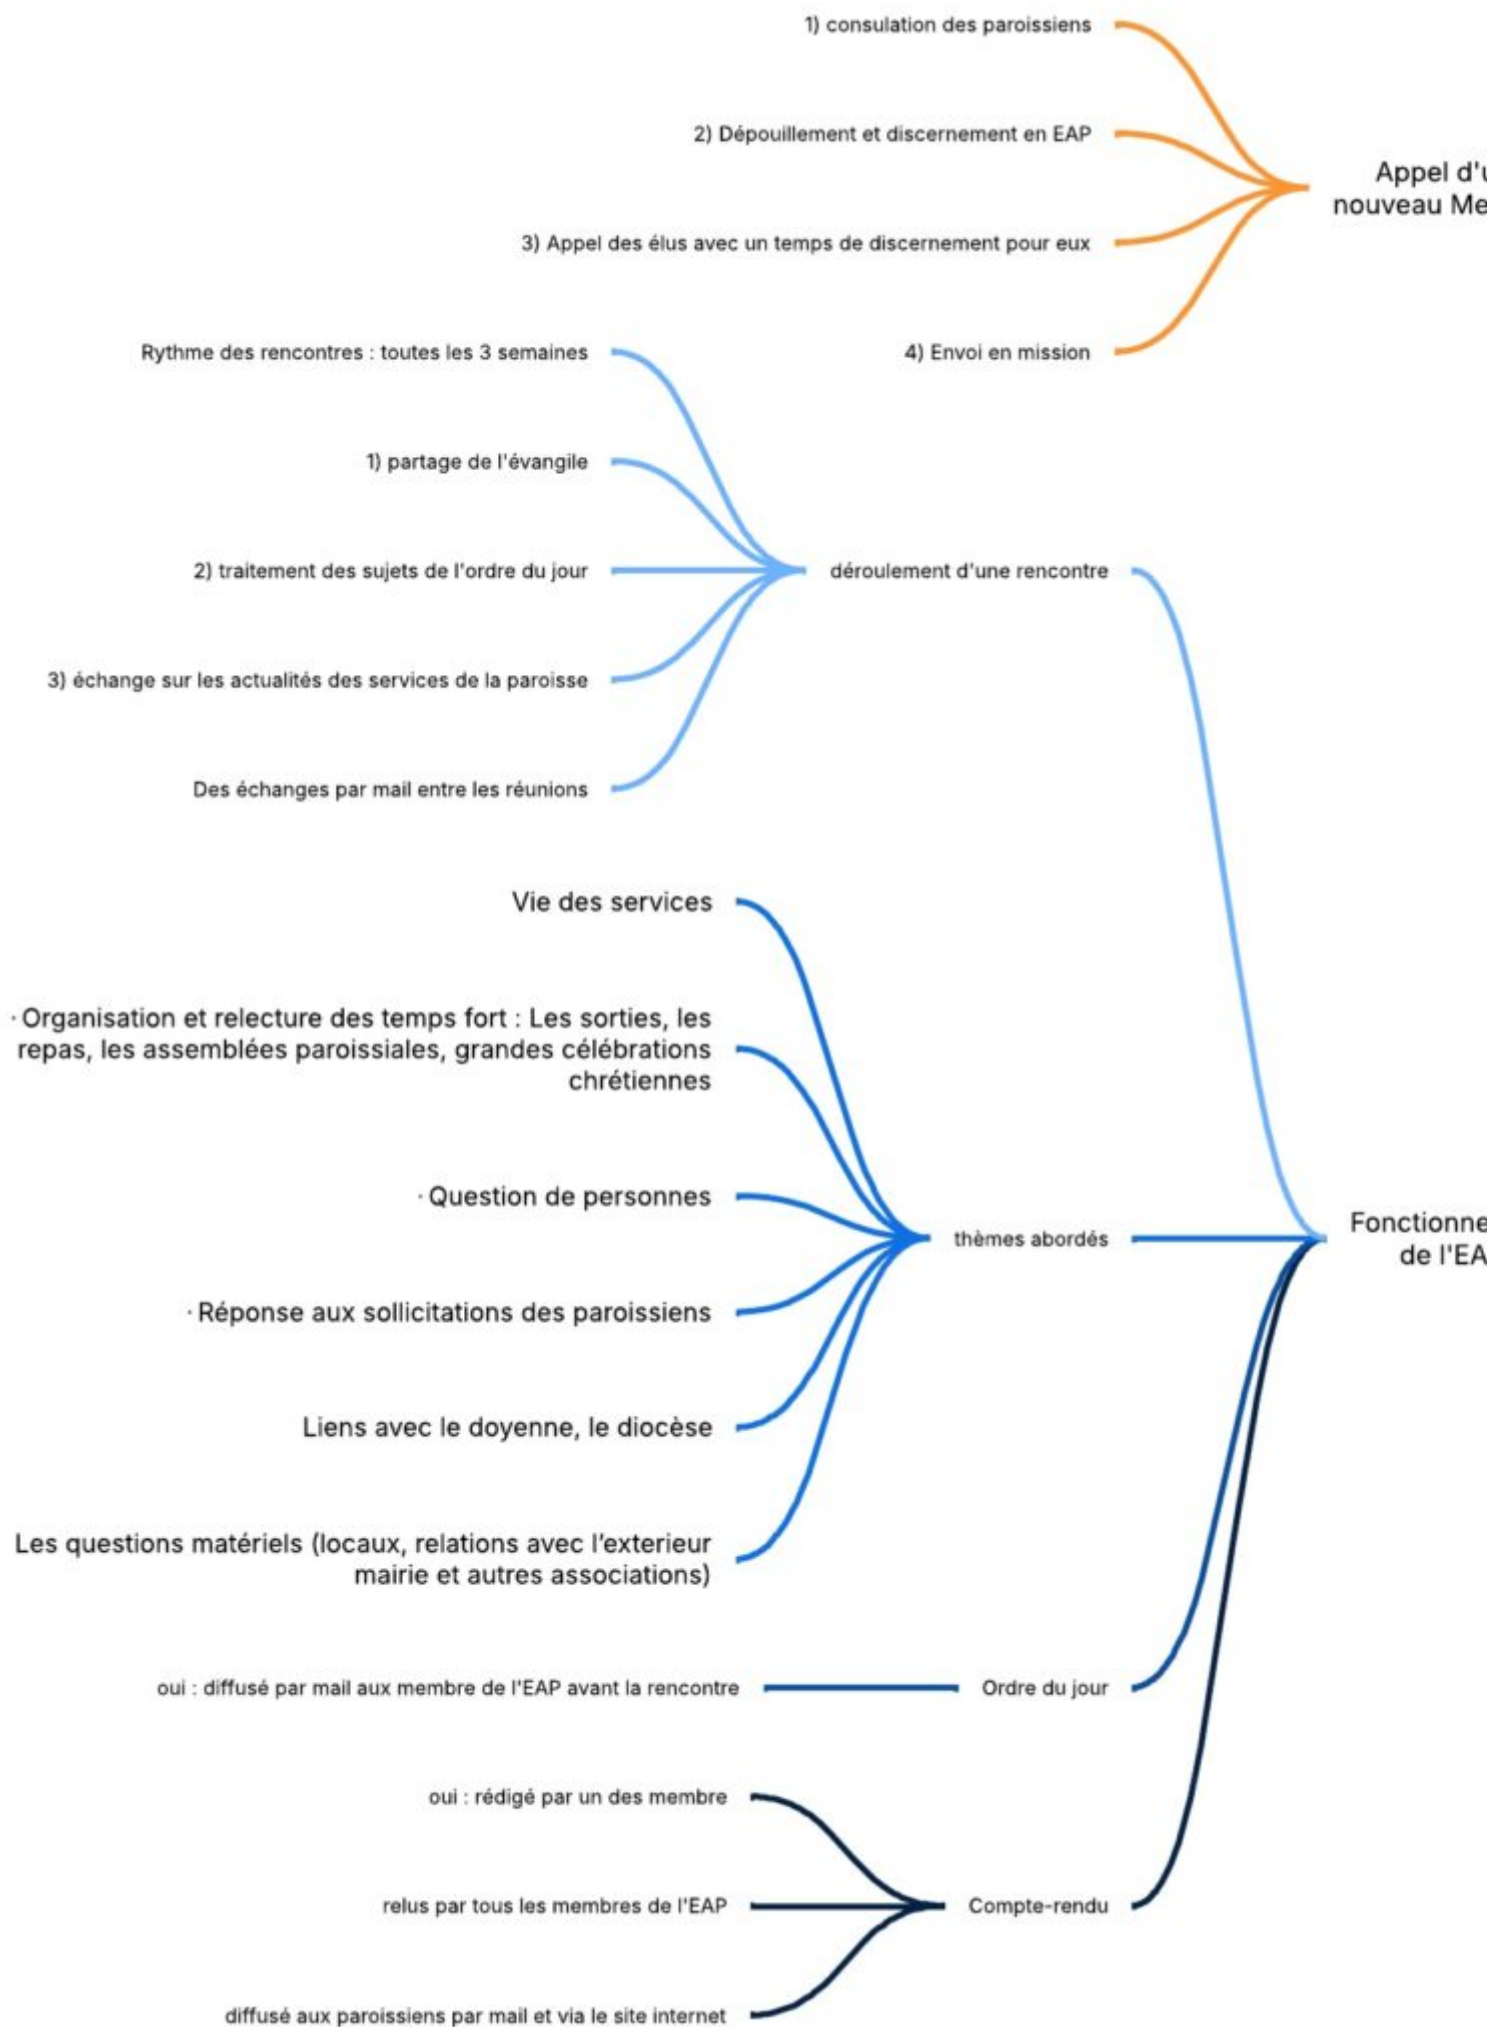 1) consulation des paroissiens
2) Dépouillement et discernement en EAP
Appel d'u
nouveau Me
3) Appel des élus avec un temps de discernement pour eux
4) Envoi en mission
Rythme des rencontres : toutes les 3 semaines
1) partage de l'évangile
2) traitement des sujets de l'ordre du jour
déroulement d'une rencontre
3) échange sur les actualités des services de la paroisse
Des échanges par mail entre les réunions
Vie des services
· Organisation et relecture des temps fort : Les sorties, les
repas, les assemblées paroissiales, grandes célébrations
chrétiennes
· Question de personnes
thèmes abordés
Fonctionne
de l'EA
· Réponse aux sollicitations des paroissiens
Liens avec le doyenne, le diocèse
Les questions matériels (locaux, relations avec l'exterieur
mairie et autres associations)
oui : diffusé par mail aux membre de l'EAP avant la rencontre
Ordre du jour
oui : rédigé par un des membre
relus par tous les membres de l'EAP
Compte-rendu
diffusé aux paroissiens par mail et via le site internet